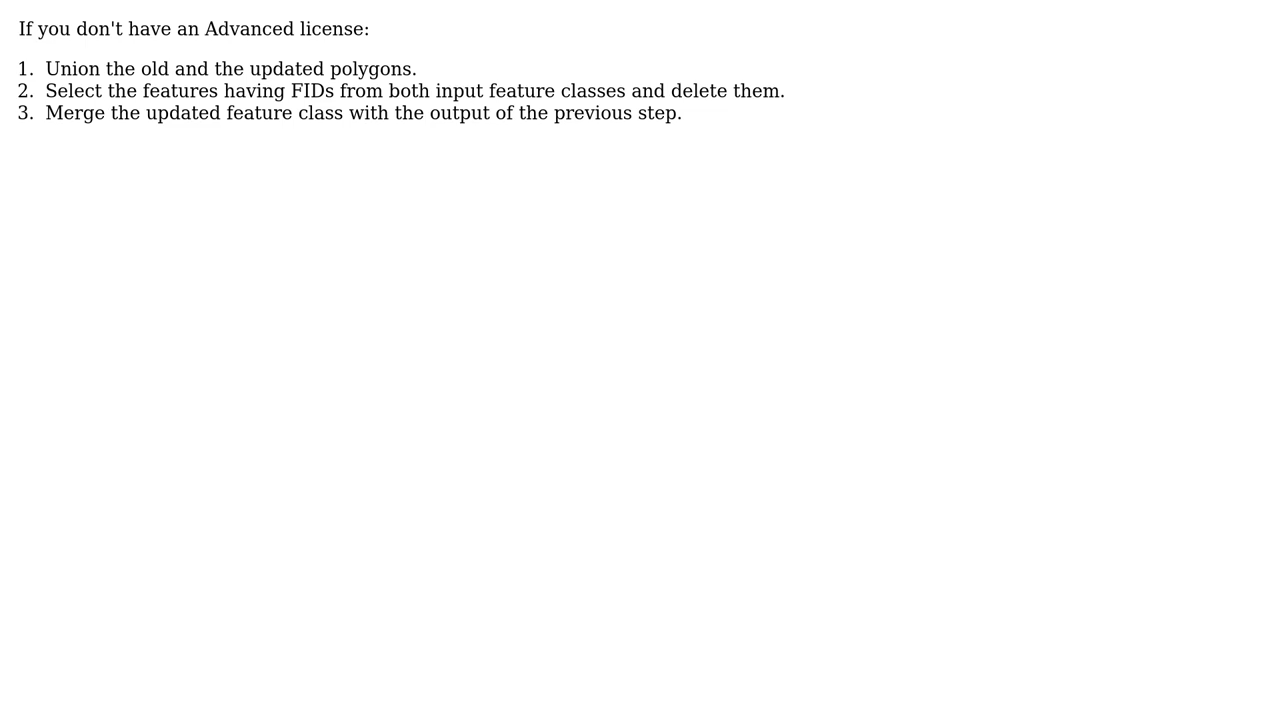 If you don't have an Advanced license:
1. Union the old and the updated polygons.
2. Select the features having FIDs from both input feature classes and delete them.
3. Merge the updated feature class with the output of the previous step.